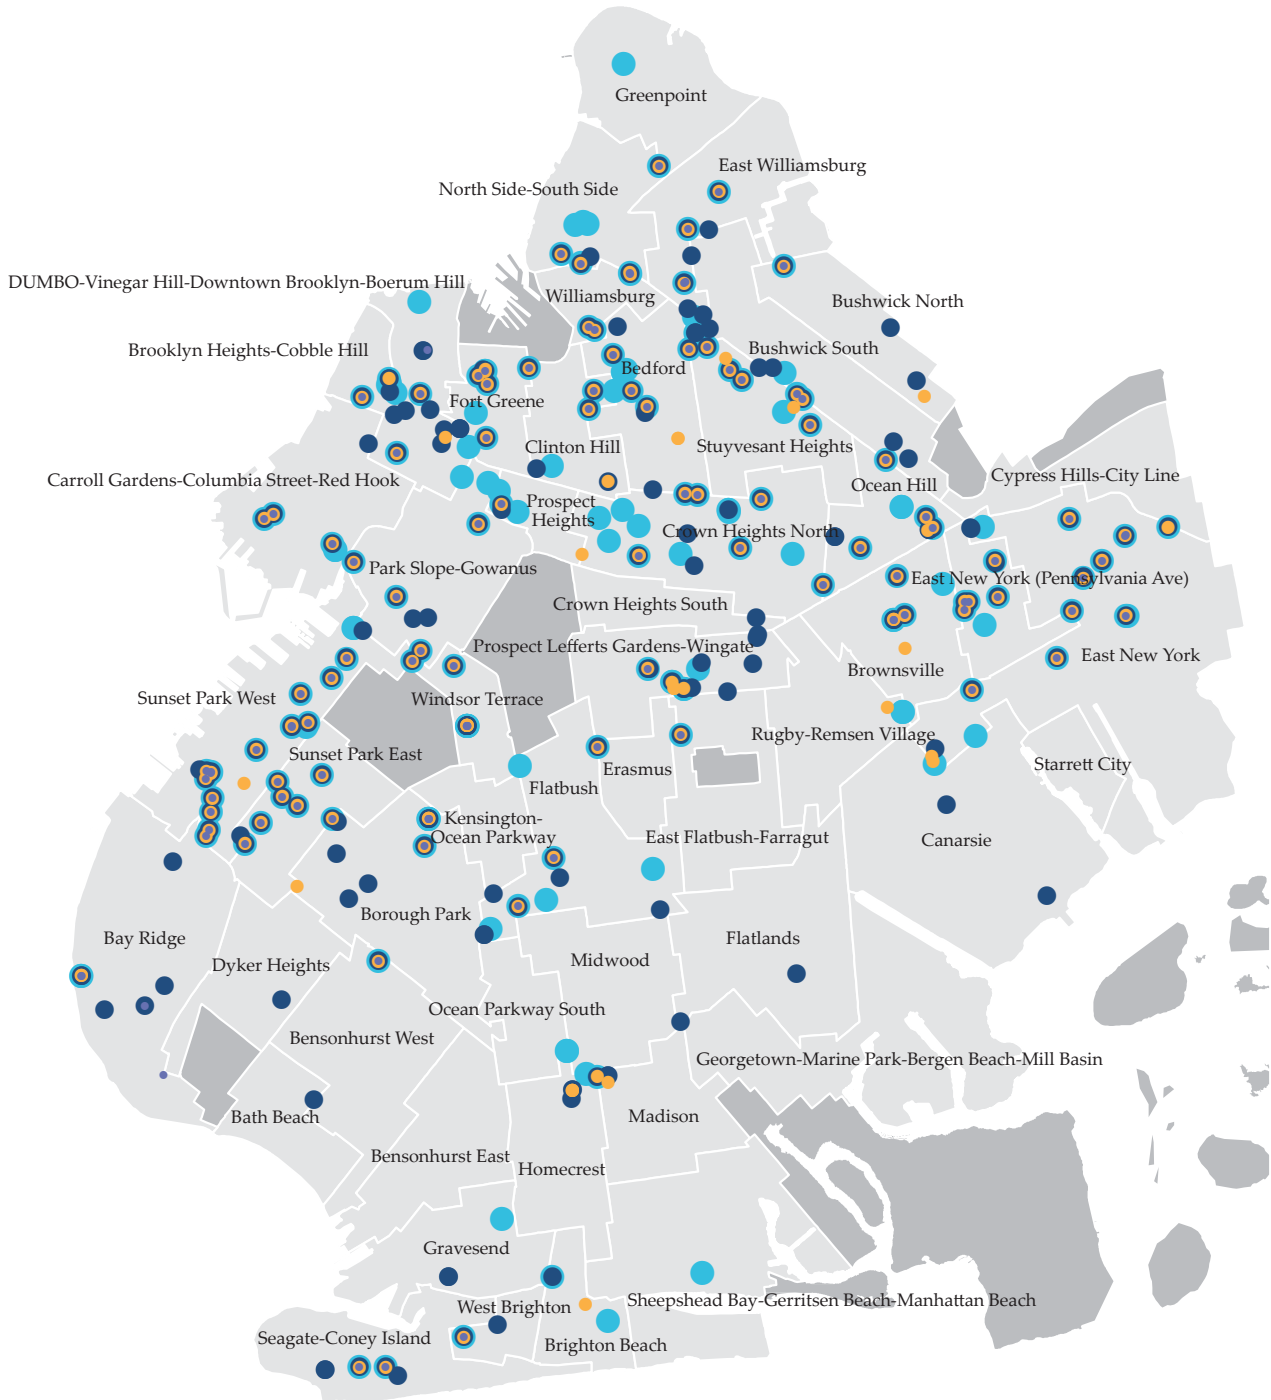 Greenpoint
East Williamsburg
North Side-South Side
DUMBO-Vinegar Hill-Downtown Brooklyn-Boerum Hill
Williamsburg
Bushwick North
Brooklyn Heights-Cobble Hill
Bushwick South
Bedford
Fort Greene
Clinton Hill
Stuyvesant Heights
Carroll Gardens-Columbia Street-Red Hook
Cypress Hills-City Line
Ocean Hill
Prospect
Heights
Crown Heights North
Park Slope-Gowanus
East New York (Pennsylvania Ave)
Crown Heights South
Prospect Lefferts Gardens-Wingate
East New York
Brownsville
Sunset Park West
Windsor Terrace
Rugby-Remsen Village
Sunset Park East
Erasmus
Starrett City
Flatbush
Kensington-
Ocean Parkway
East Flatbush-Farragut
Canarsie
Borough Park
Bay Ridge
Flatlands
Dyker Heights
Midwood
Ocean Parkway South
Bensonhurst West
Georgetown-Marine Park-Bergen Beach-Mill Basin
Bath Beach
Madison
Bensonhurst East
Homecrest
Gravesend
Sheepshead Bay-Gerritsen Beach-Manhattan Beach
West Brighton
Seagate-Coney Island
Brighton Beach